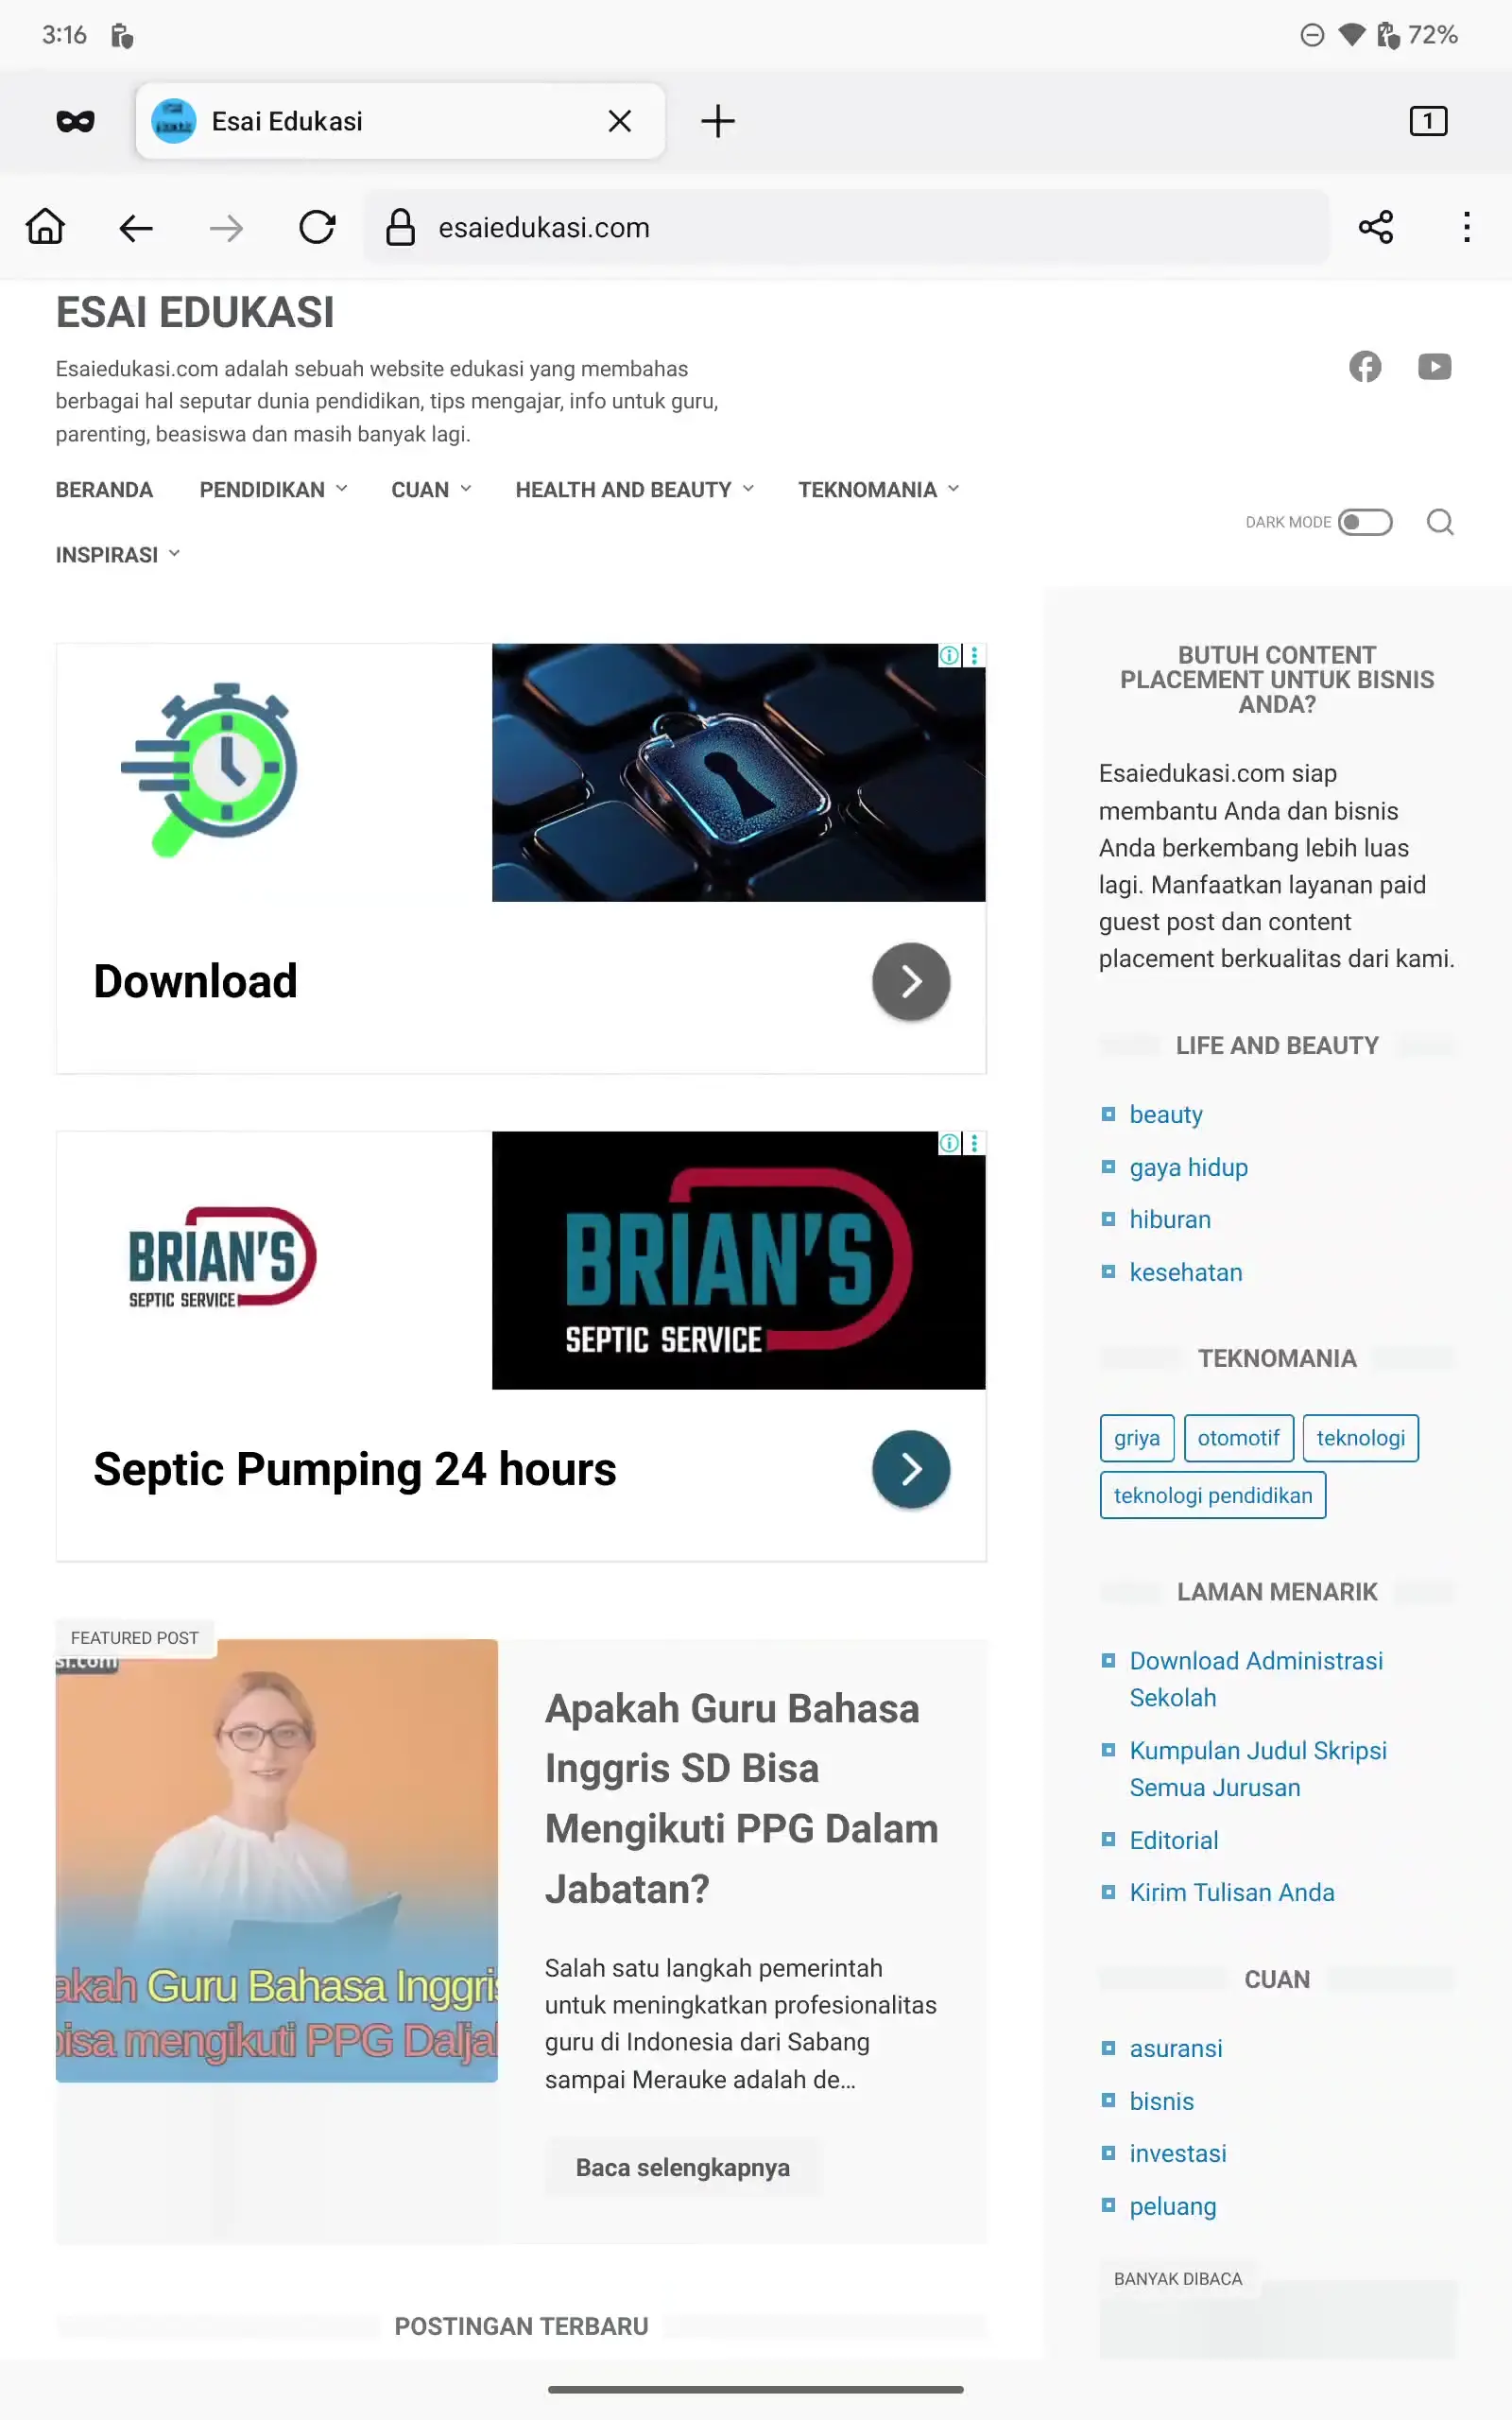 3:16
72%
Esai Edukasi
1
esaiedukasi.com
ESAI EDUKASI
Esaiedukasi.com adalah sebuah website edukasi yang membahas
berbagai hal seputar dunia pendidikan, tips mengajar, info untuk guru,
parenting, beasiswa dan masih banyak lagi.
BERANDA PENDIDIKAN CUAN HEALTH AND BEAUTY TEKNOMANIA
INSPIRASI
DARK MODE
Download
BRIAN'S
SEPTIC SERVICE
BRIAN'S
SEPTIC SERVICE
Septic Pumping 24 hours
FEATURED POST
si.com
akah Guru Bahasa Inggris
bisa mengikuti PPG Daljab
Apakah Guru Bahasa
Inggris SD Bisa
Mengikuti PPG Dalam
Jabatan?
Salah satu langkah pemerintah
untuk meningkatkan profesionalitas
guru di Indonesia dari Sabang
sampai Merauke adalah de…
Baca selengkapnya
POSTINGAN TERBARU
BUTUH CONTENT
PLACEMENT UNTUK BISNIS
ANDA?
Esaiedukasi.com siap
membantu Anda dan bisnis
Anda berkembang lebih luas
lagi. Manfaatkan layanan paid
guest post dan content
placement berkualitas dari kami.
LIFE AND BEAUTY
beauty
gaya hidup
hiburan
kesehatan
TEKNOMANIA
griya otomotif teknologi
teknologi pendidikan
LAMAN MENARIK
Download Administrasi
Sekolah
Kumpulan Judul Skripsi
Semua Jurusan
Editorial
Kirim Tulisan Anda
CUAN
asuransi
bisnis
investasi
peluang
BANYAK DIBACA